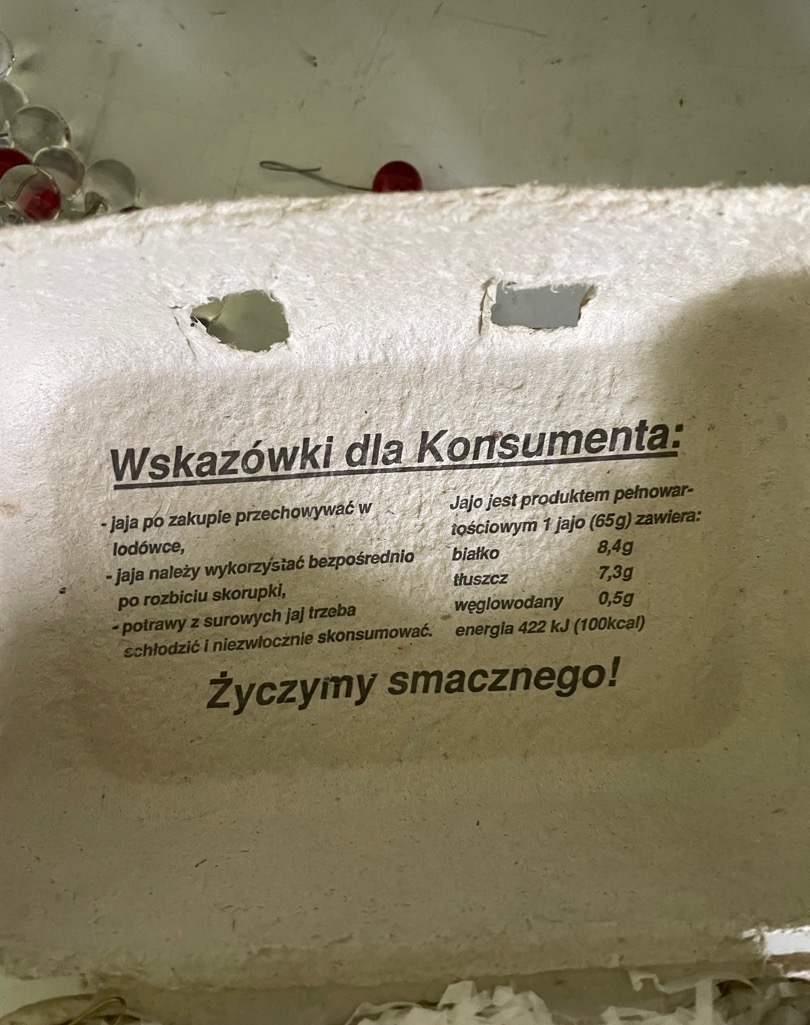 Wskazówki dla Konsumenta:
- jaja po zakupie przechowywać w
lodówce,
- jaja należy wykorzystać bezpośrednio
po rozbiciu skorupki,
- potrawy z surowych jaj trzeba
schłodzić i niezwłocznie skonsumować.
Jajo jest produktem pełnowar-
tościowym 1 jajo (65g) zawiera:
białko 8,4g
tłuszcz 7,3g
węglowodany 0,5g
energia 422 kJ (100kcal)
Życzymy smacznego!